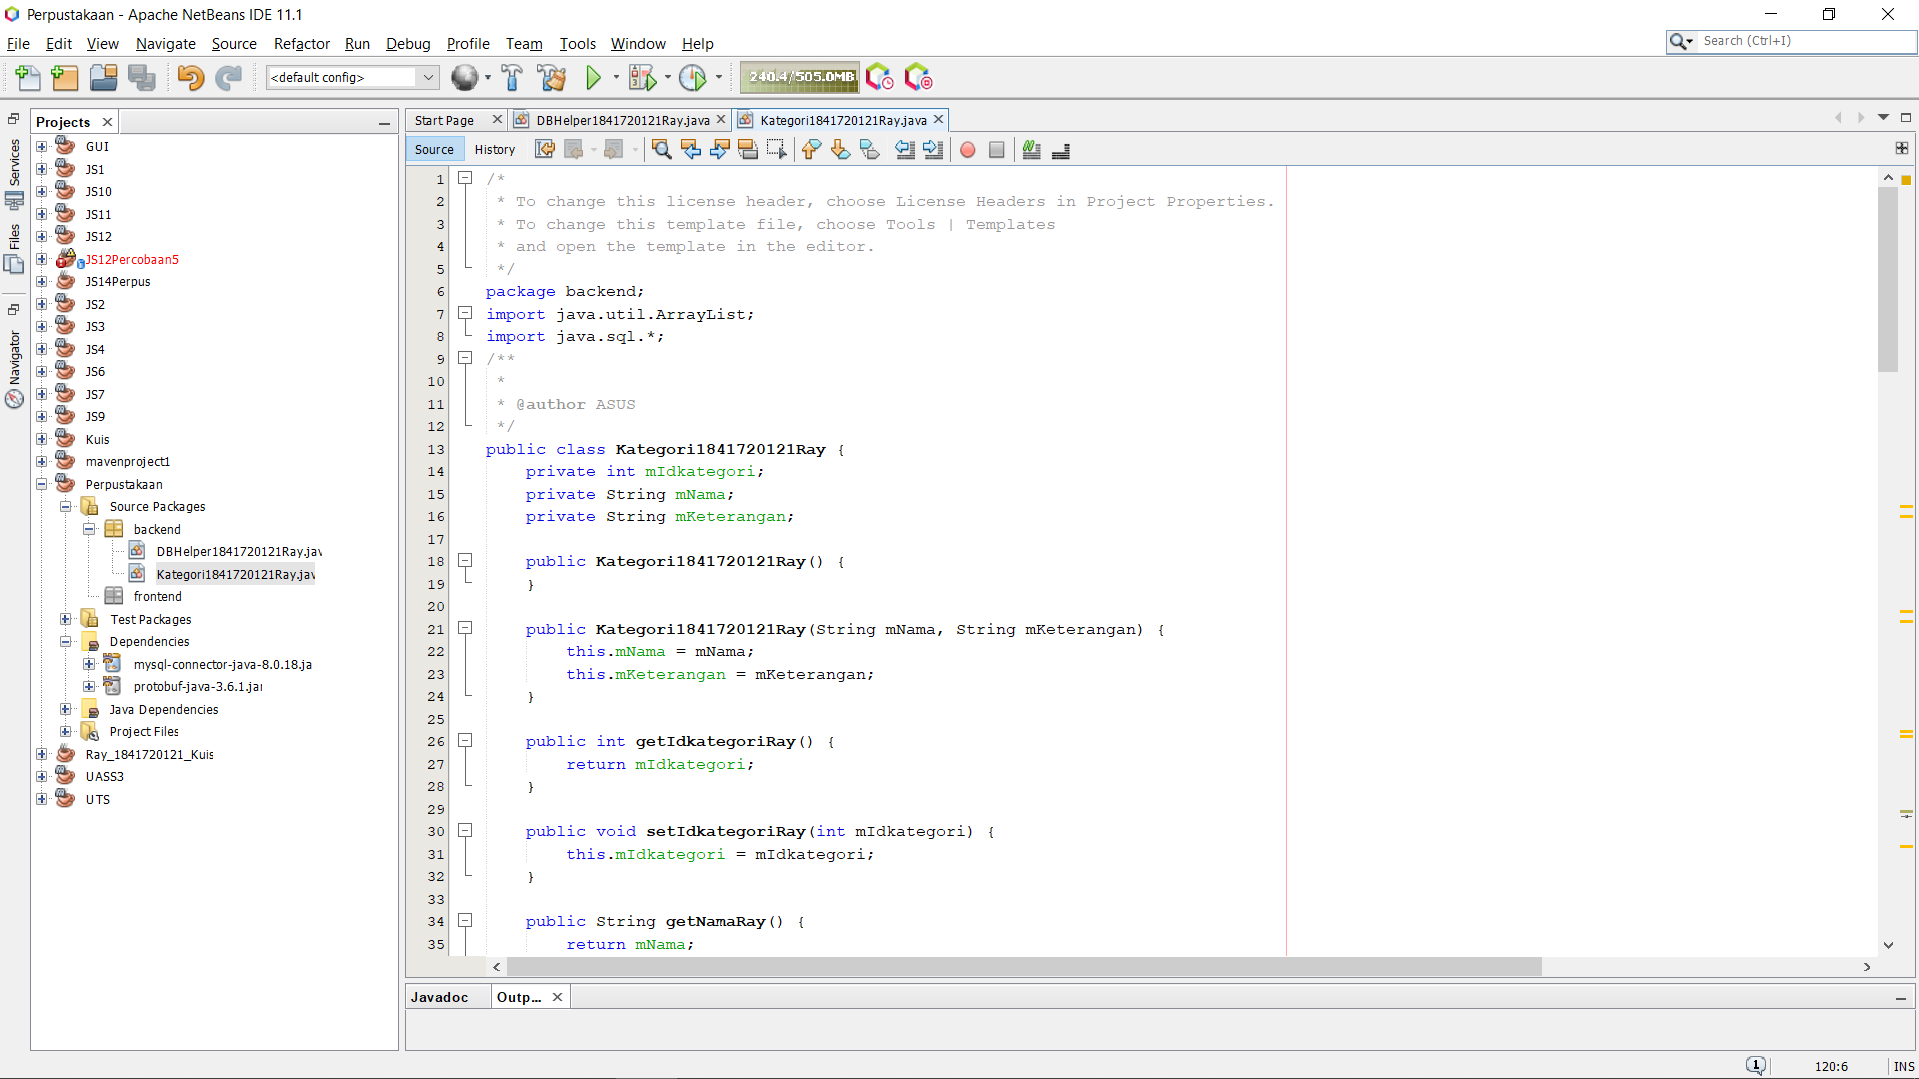 Perpustakaan - Apache NetBeans IDE 11.1
File Edit View Navigate Source Refactor Run Debug Profile Team Tools Window Help
Search (Ctrl+I)
<default config>
240.4/505.0MB
Services
Files
Navigator
Projects
GUI
JS1
JS10
JS11
JS12
JS12Percobaan5
JS14Perpus
JS2
JS3
JS4
JS6
JS7
JS9
Kuis
mavenproject1
Perpustakaan
Source Packages
backend
DBHelper1841720121Ray.jav
Kategori1841720121Ray.jav
frontend
Test Packages
Dependencies
mysql-connector-java-8.0.18.ja
protobuf-java-3.6.1.jar
Java Dependencies
Project Files
Ray_1841720121_Kuis
UASS3
UTS
Start Page DBHelper1841720121Ray.java Kategori1841720121Ray.java
Source History
1 /*
2 * To change this license header, choose License Headers in Project Properties.
3 * To change this template file, choose Tools | Templates
4 * and open the template in the editor.
5 */
6 package backend;
7 import java.util.ArrayList;
8 import java.sql.*;
9 /**
10 *
11 * @author ASUS
12 */
13 public class Kategori1841720121Ray {
14 private int mIdkategori;
15 private String mNama;
16 private String mKeterangan;
17
18 public Kategori1841720121Ray() {
19 }
20
21 public Kategori1841720121Ray(String mNama, String mKeterangan) {
22 this.mNama = mNama;
23 this.mKeterangan = mKeterangan;
24 }
25
26 public int getIdkategoriRay() {
27 return mIdkategori;
28 }
29
30 public void setIdkategoriRay(int mIdkategori) {
31 this.mIdkategori = mIdkategori;
32 }
33
34 public String getNamaRay() {
35 return mNama;
Javadoc Outp...
1 120:6 INS